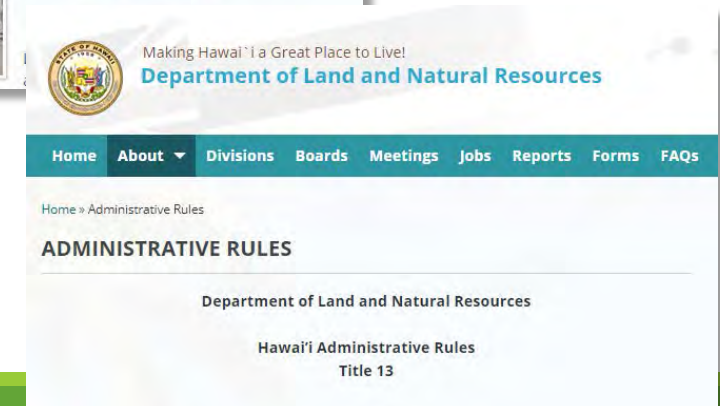 Making Hawai`i a Great Place to Live!
Department of Land and Natural Resources
Home About Divisions Boards Meetings Jobs Reports Forms FAQs
Home » Administrative Rules
ADMINISTRATIVE RULES
Department of Land and Natural Resources
Hawai'i Administrative Rules
Title 13